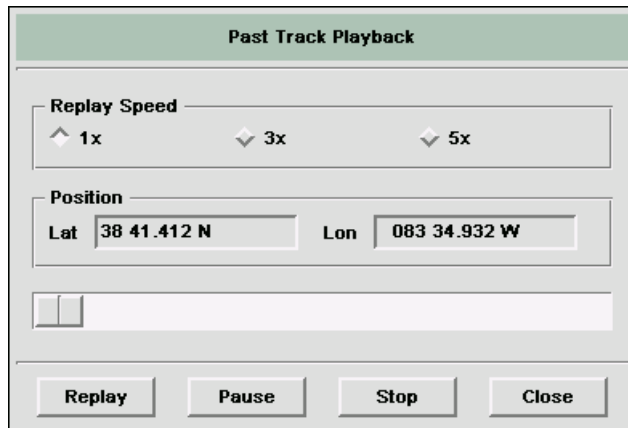 Past Track Playback
Replay Speed
1x 3x 5x
Position
Lat 38 41.412 N Lon 083 34.932 W
Replay Pause Stop Close